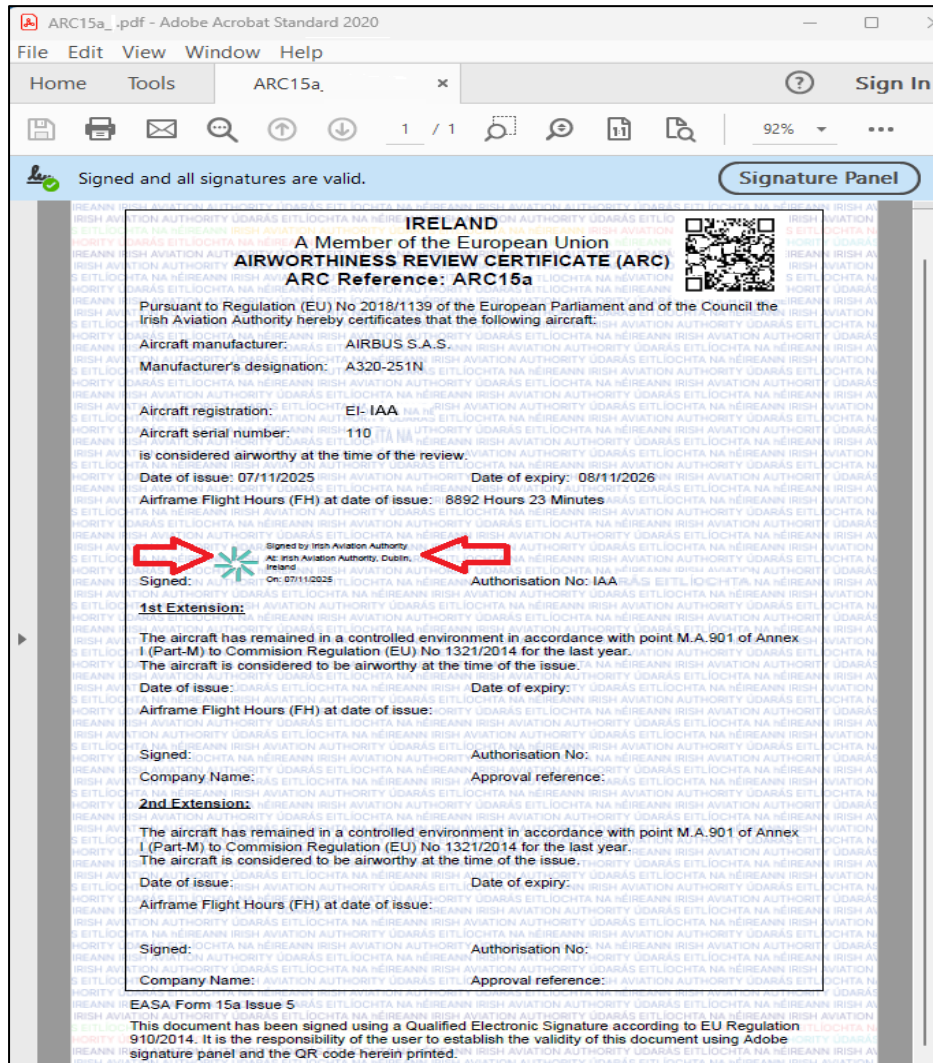 ARC15a_ .pdf - Adobe Acrobat Standard 2020
File Edit View Window Help
Home Tools ARC15a_ × ? Sign In
1 / 1 92%
Signed and all signatures are valid. Signature Panel
IRELAND
A Member of the European Union
AIRWORTHINESS REVIEW CERTIFICATE (ARC)
ARC Reference: ARC15a
Pursuant to Regulation (EU) No 2018/1139 of the European Parliament and of the Council the
Irish Aviation Authority hereby certificates that the following aircraft:
Aircraft manufacturer: AIRBUS S.A.S.
Manufacturer's designation: A320-251N
Aircraft registration: EI- IAA
Aircraft serial number: 110
is considered airworthy at the time of the review.
Date of issue: 07/11/2025 Date of expiry: 08/11/2026
Airframe Flight Hours (FH) at date of issue: 8892 Hours 23 Minutes
Signed by Irish Aviation Authority
At: Irish Aviation Authority, Dublin,
Ireland
On: 07/11/2025
Signed: Authorisation No: IAA
1st Extension:
The aircraft has remained in a controlled environment in accordance with point M.A.901 of Annex
I (Part-M) to Commision Regulation (EU) No 1321/2014 for the last year.
The aircraft is considered to be airworthy at the time of the issue.
Date of issue: Date of expiry:
Airframe Flight Hours (FH) at date of issue:
Signed: Authorisation No:
Company Name: Approval reference:
2nd Extension:
The aircraft has remained in a controlled environment in accordance with point M.A.901 of Annex
I (Part-M) to Commision Regulation (EU) No 1321/2014 for the last year.
The aircraft is considered to be airworthy at the time of the issue.
Date of issue: Date of expiry:
Airframe Flight Hours (FH) at date of issue:
Signed: Authorisation No:
Company Name: Approval reference:
EASA Form 15a Issue 5
This document has been signed using a Qualified Electronic Signature according to EU Regulation
910/2014. It is the responsibility of the user to establish the validity of this document using Adobe
signature panel and the QR code herein printed.